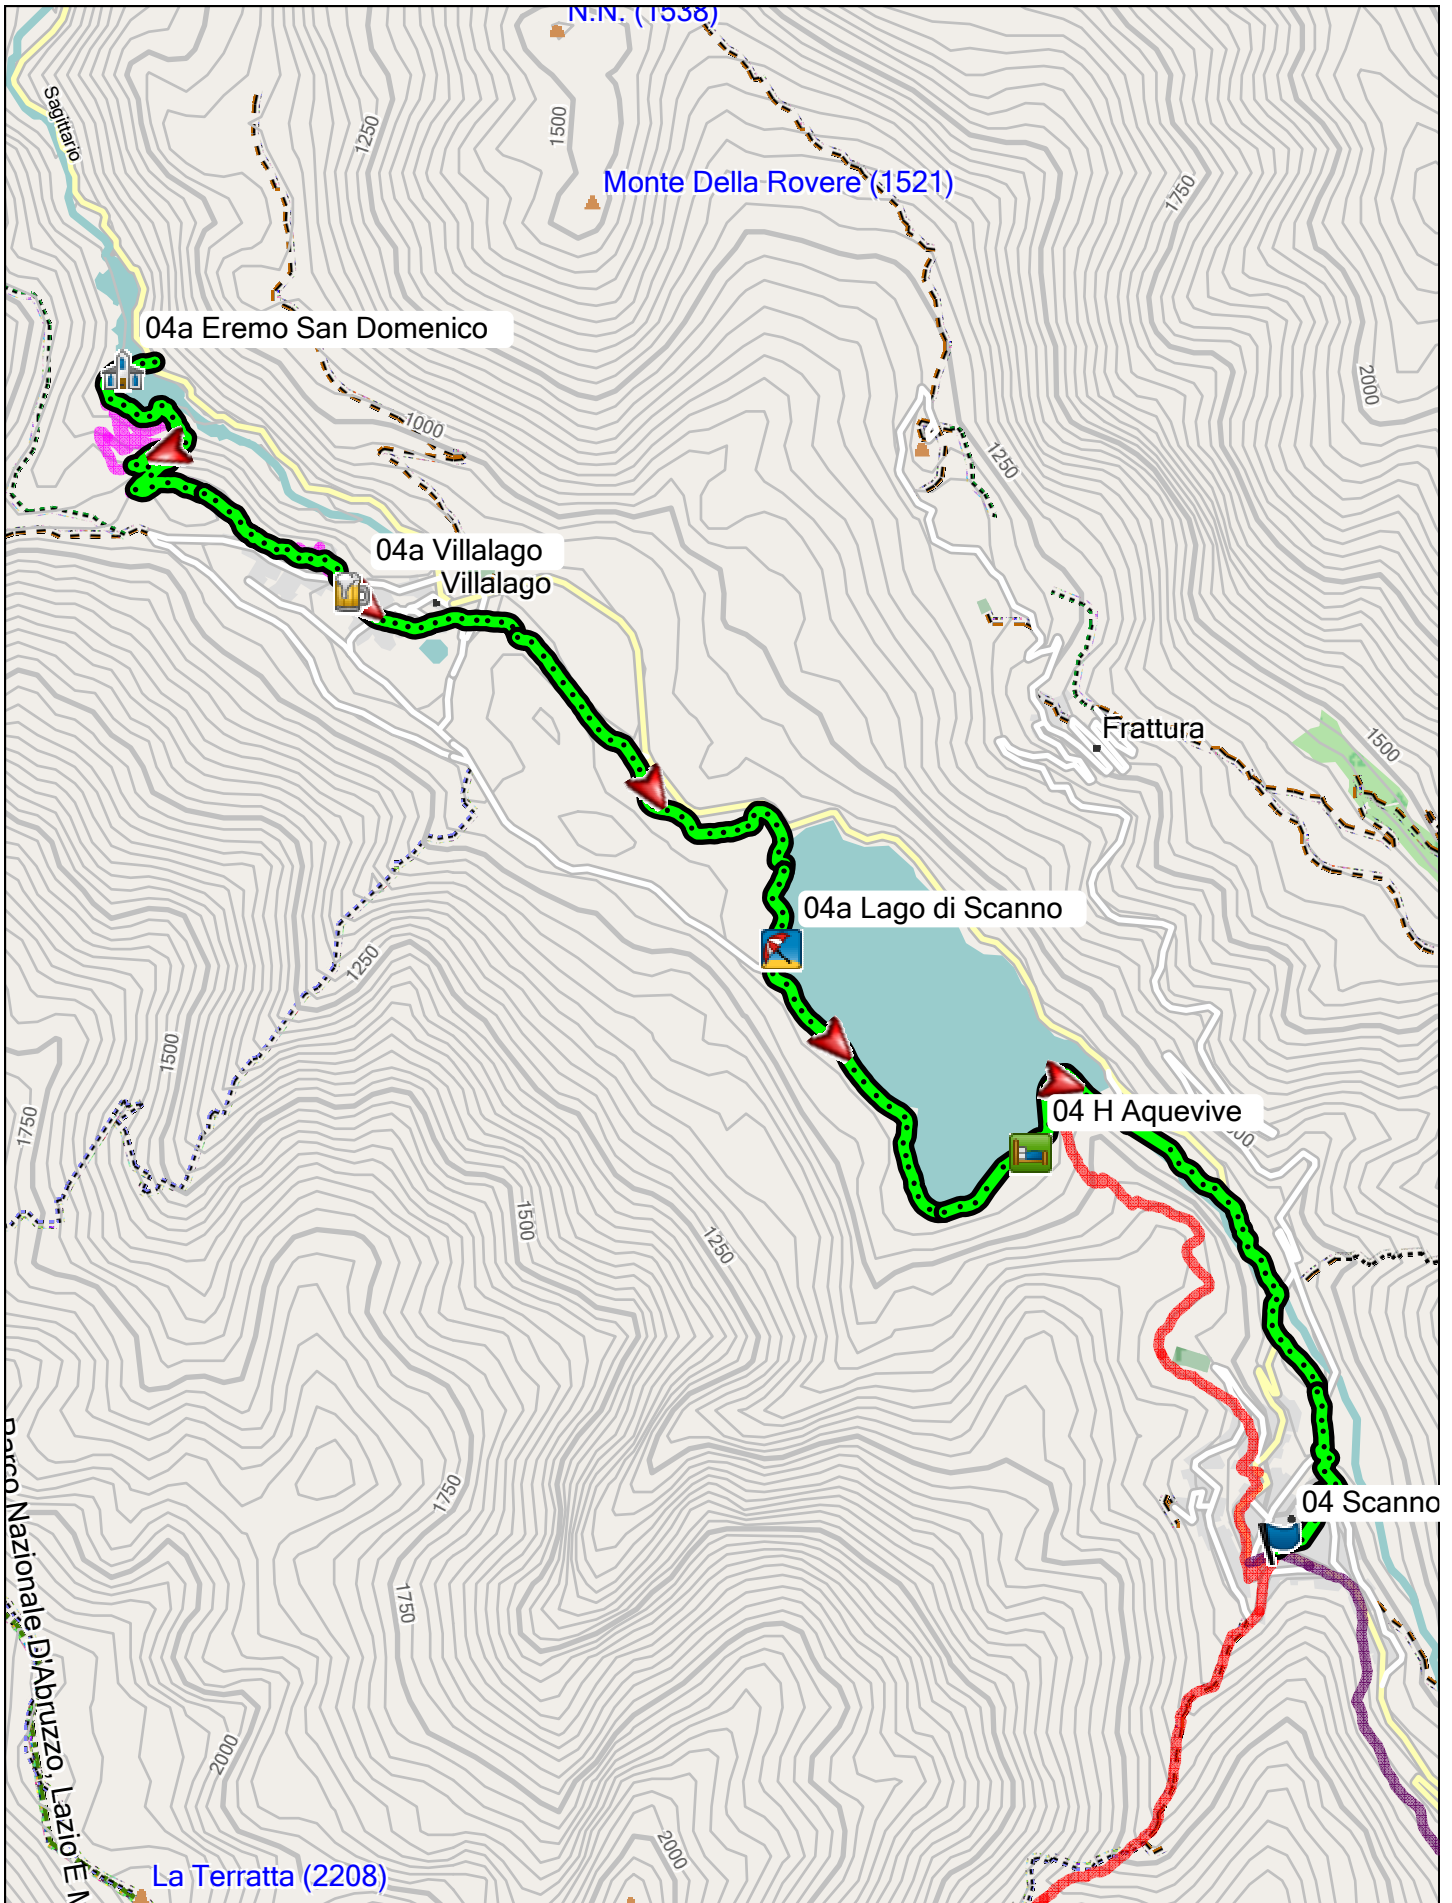 N.N. (1538)
Sagittario
1250
1500
Monte Della Rovere (1521)
1750
04a Eremo San Domenico
2000
1000
1250
04a Villalago
Villalago
Frattura
1500
04a Lago di Scanno
1250
1500
1750
04 H Aquevive
1500
1250
Parco Nazionale D'Abruzzo, Lazio E M
1750
04 Scanno
1750
2000
2000
La Terratta (2208)